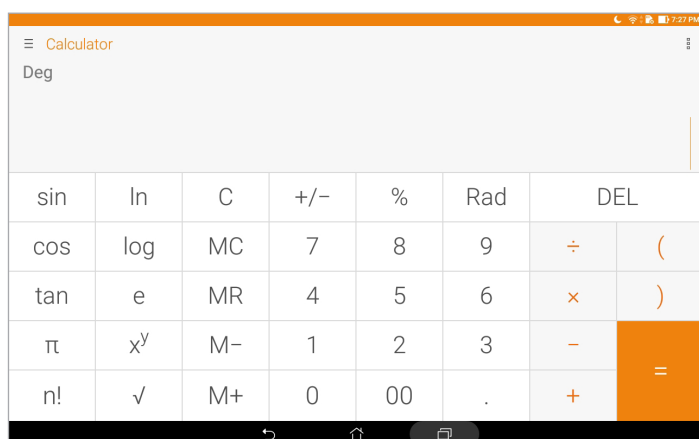 7:27 PM
Calculator
Deg
sin ln C +/− % Rad DEL
cos log MC 7 8 9 ÷ (
tan e MR 4 5 6 × )
π xʸ M− 1 2 3 − =
n! √ M+ 0 00 . +